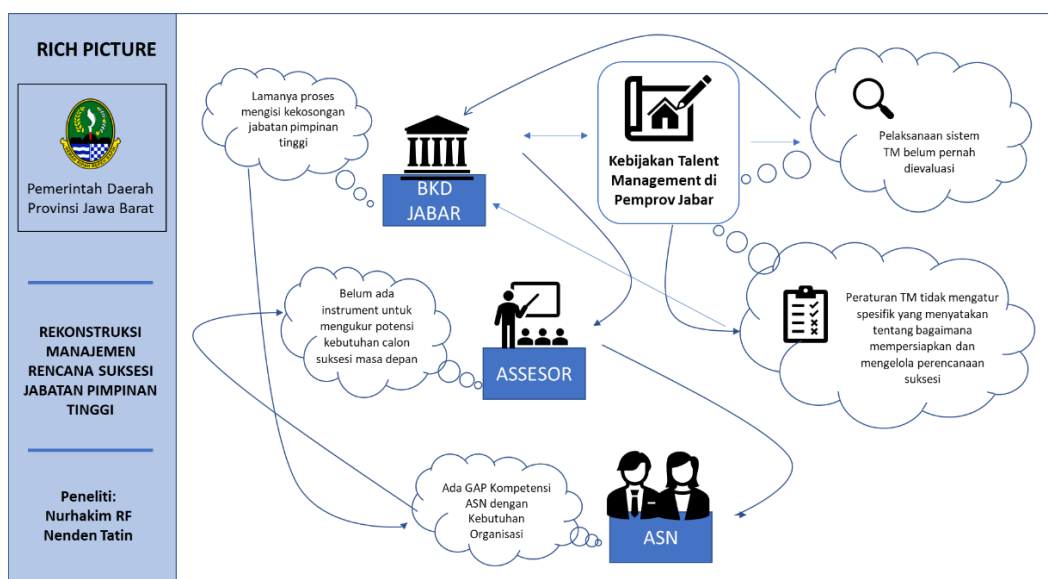 RICH PICTURE
Pemerintah Daerah
Provinsi Jawa Barat
REKONSTRUKSI
MANAJEMEN
RENCANA SUKSESI
JABATAN PIMPINAN
TINGGI
Peneliti:
Nurhakim RF
Nenden Tatin
Lamanya proses
mengisi kekosongan
jabatan pimpinan
tinggi
BKD
JABAR
Kebijakan Talent
Management di
Pemprov Jabar
Pelaksanaan sistem
TM belum pernah
dievaluasi
Belum ada
instrument untuk
mengukur potensi
kebutuhan calon
suksesi masa depan
ASSESOR
Peraturan TM tidak mengatur
spesifik yang menyatakan
tentang bagaimana
mempersiapkan dan
mengelola perencanaan
suksesi
Ada GAP Kompetensi
ASN dengan
Kebutuhan
Organisasi
ASN